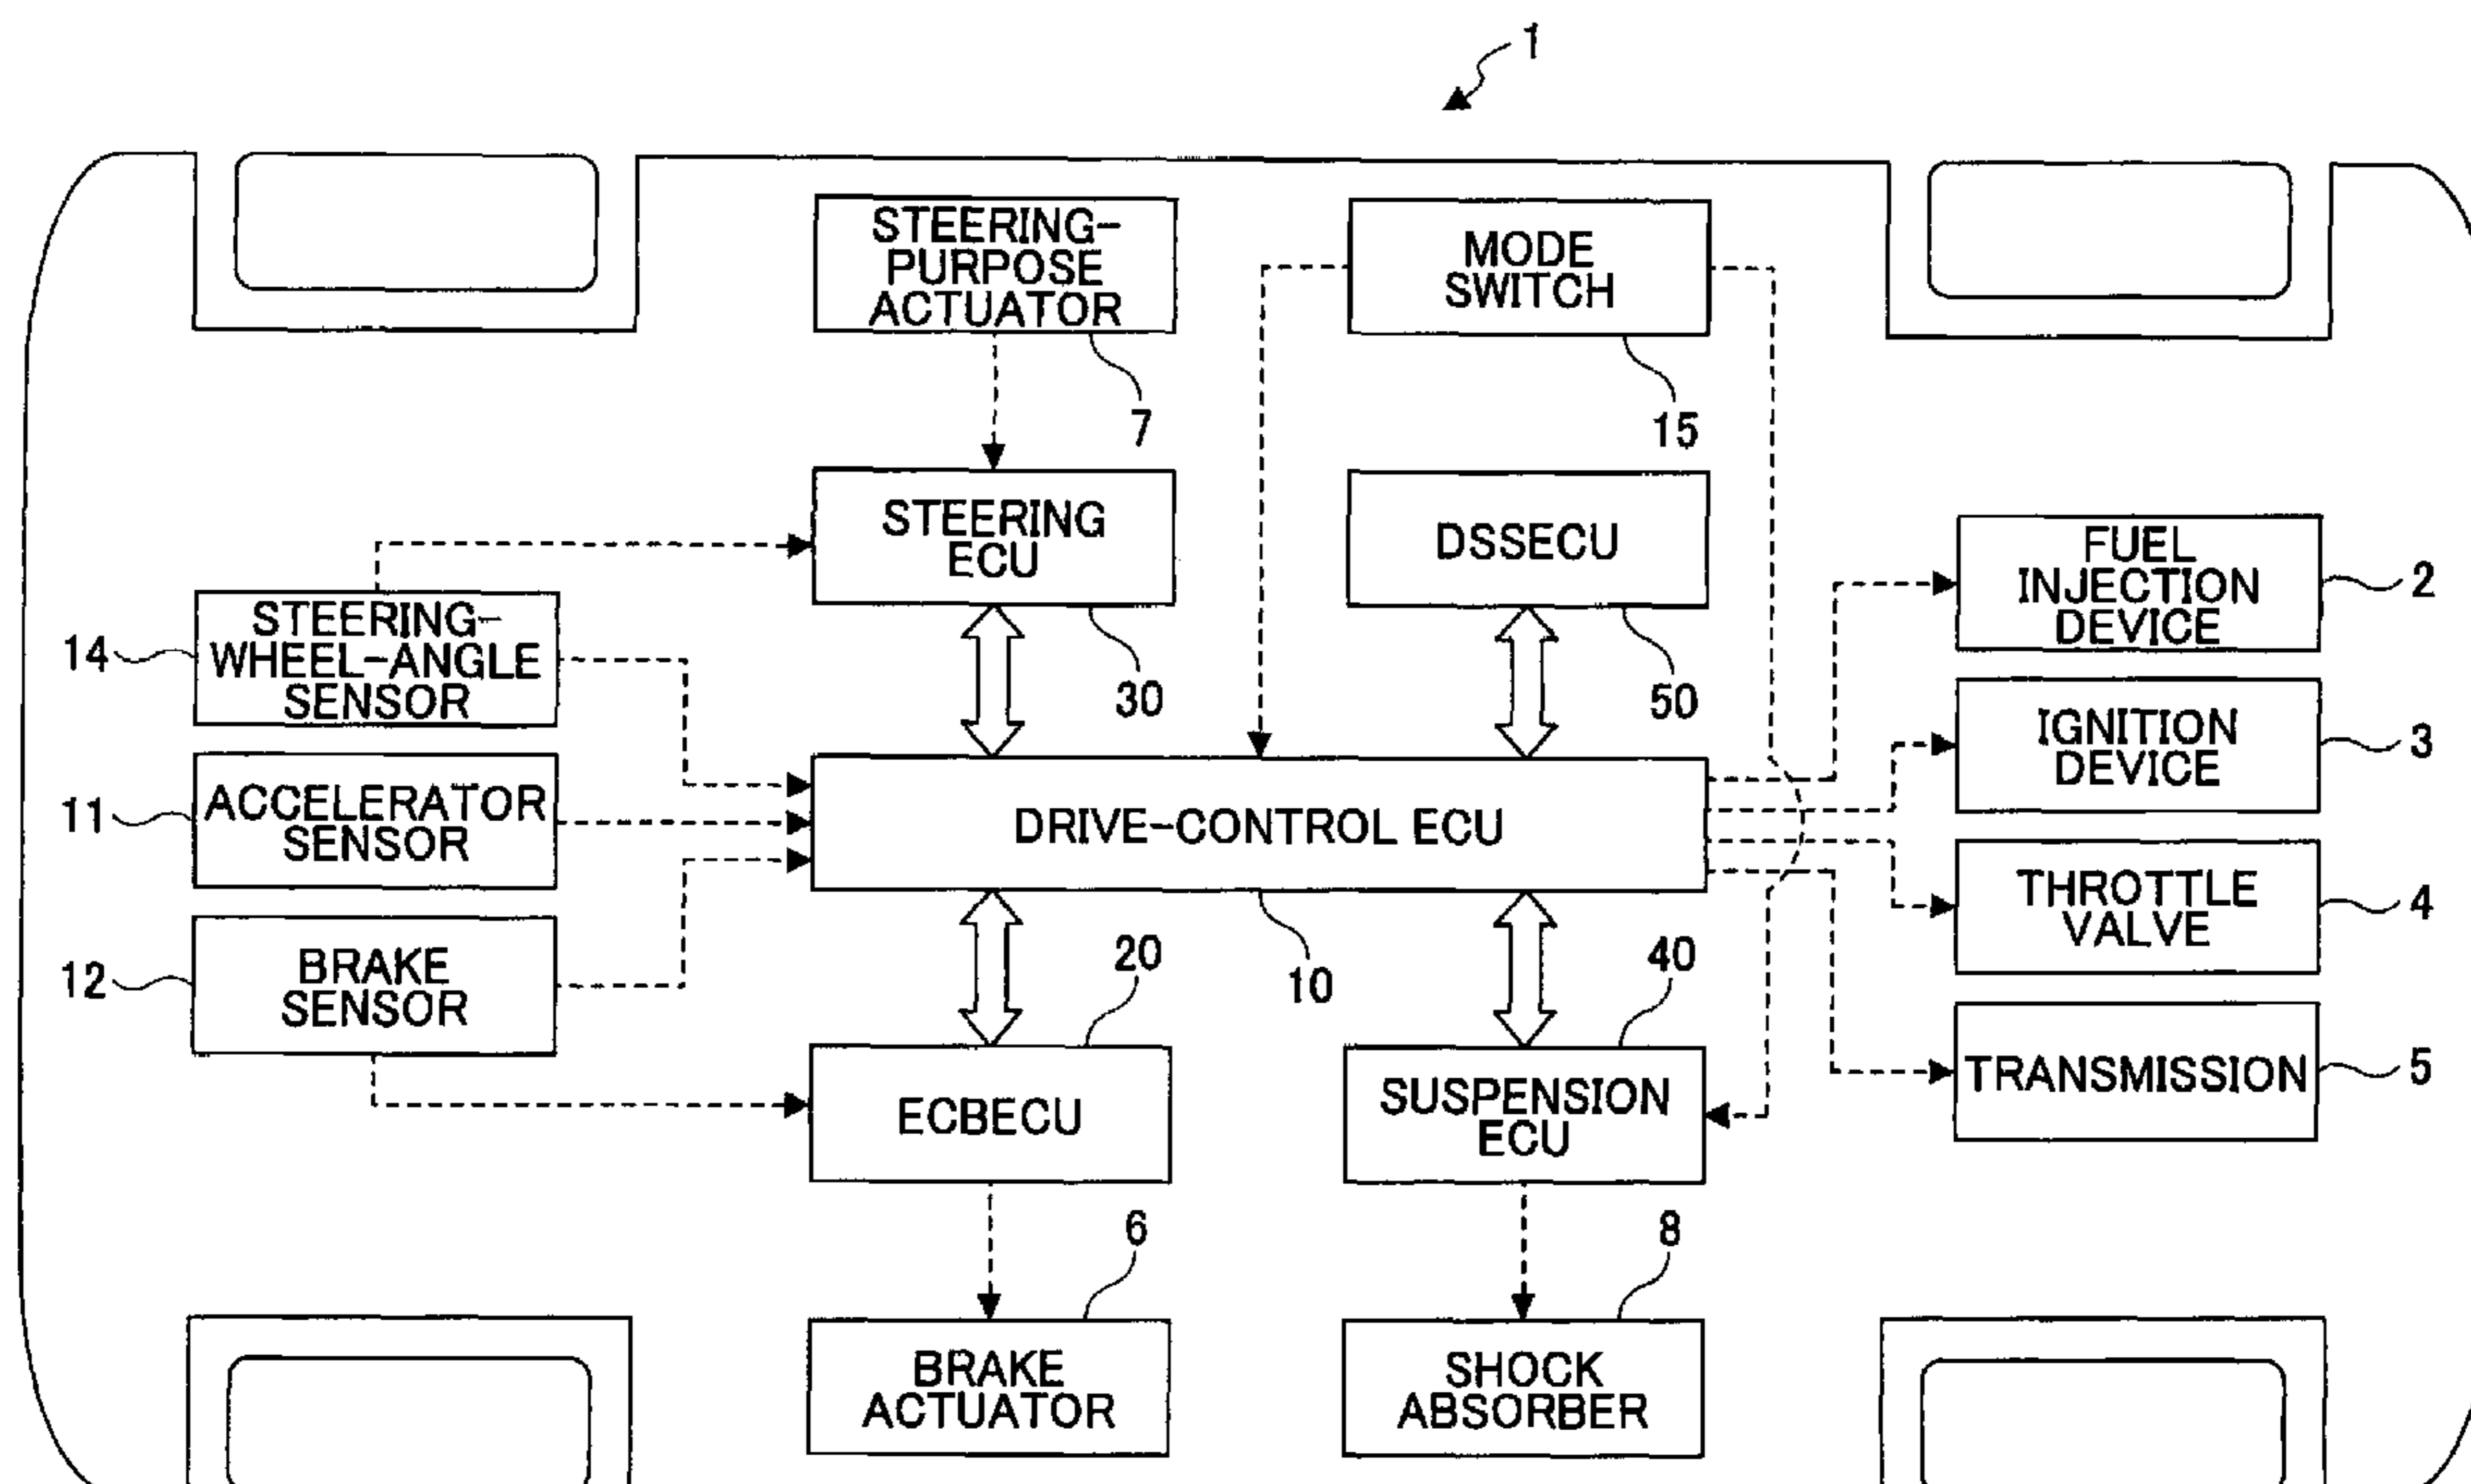 1
STEERING-
PURPOSE
ACTUATOR
7
MODE
SWITCH
15
STEERING
ECU
30
DSSECU
50
14
STEERING-
WHEEL-ANGLE
SENSOR
11
ACCELERATOR
SENSOR
12
BRAKE
SENSOR
DRIVE-CONTROL ECU
10
FUEL
INJECTION
DEVICE
2
IGNITION
DEVICE
3
THROTTLE
VALVE
4
TRANSMISSION
5
20
ECBECU
40
SUSPENSION
ECU
6
BRAKE
ACTUATOR
8
SHOCK
ABSORBER